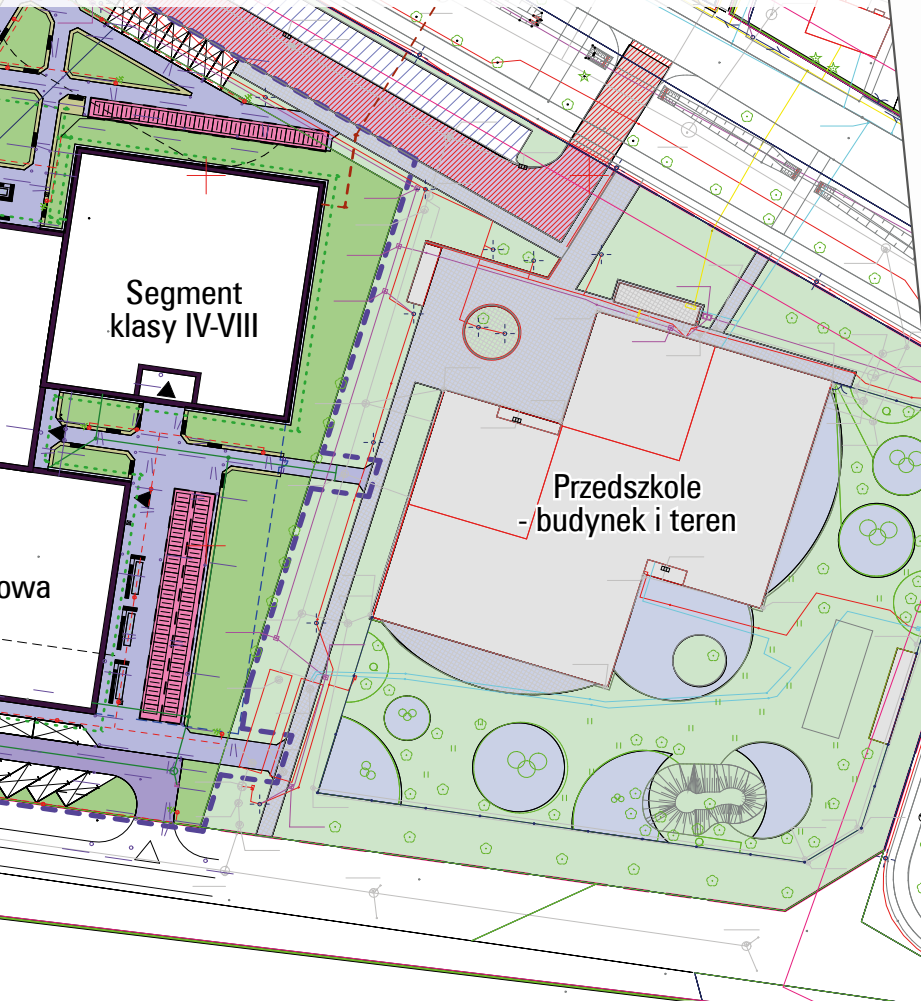 Segment
klasy IV-VIII
Przedszkole
- budynek i teren
owa